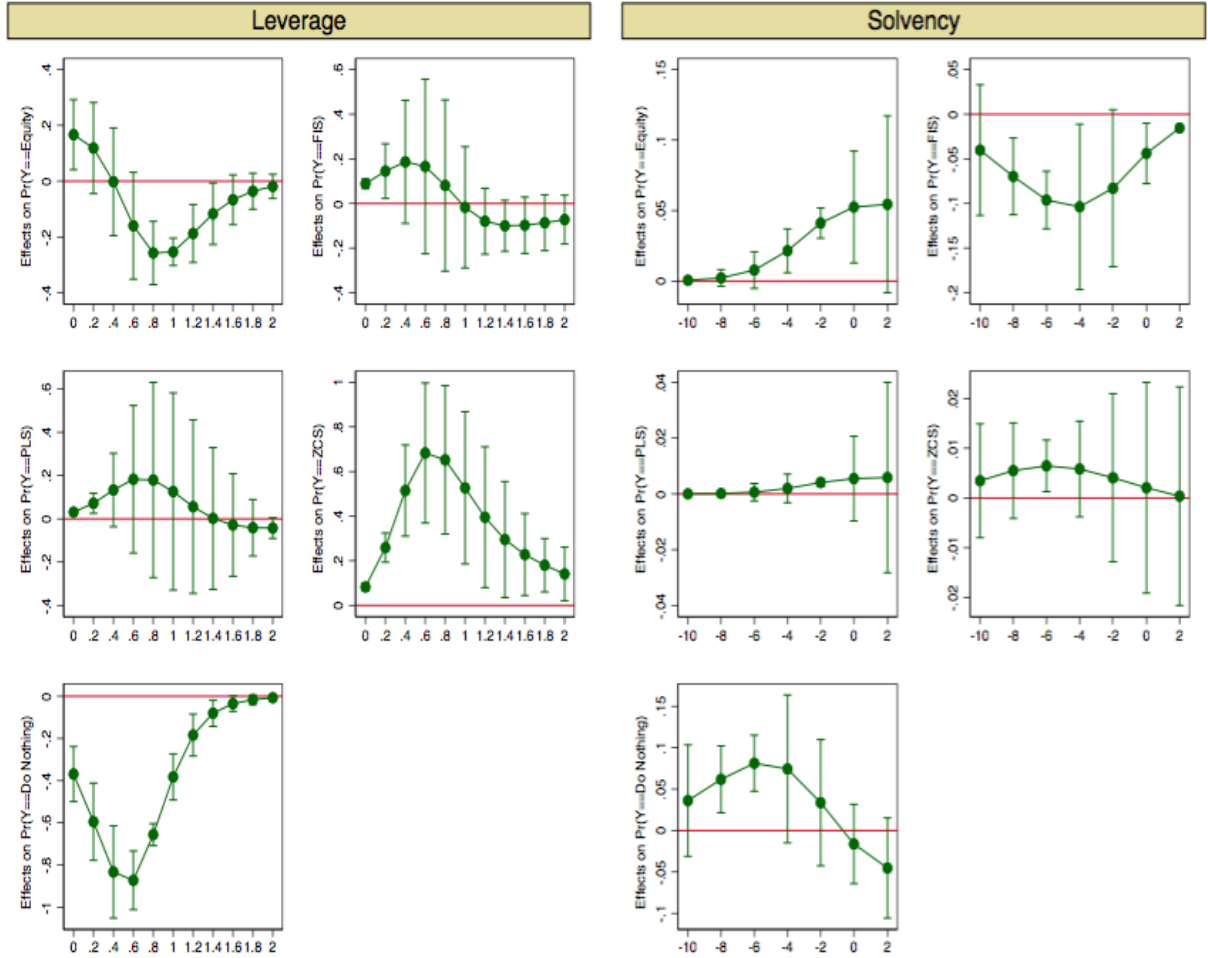 Leverage
Solvency
Effects on Pr(Y==Equity)
.4
.2
0
-.2
-.4
0 .2 .4 .6 .8 1 1.2 1.4 1.6 1.8 2
Effects on Pr(Y==FIS)
.6
.4
.2
0
-.2
-.4
0 .2 .4 .6 .8 1 1.2 1.4 1.6 1.8 2
Effects on Pr(Y==Equity)
.15
.1
.05
0
-10 -8 -6 -4 -2 0 2
Effects on Pr(Y==FIS)
.05
0
-.05
-.1
-.15
-.2
-10 -8 -6 -4 -2 0 2
Effects on Pr(Y==PLS)
.6
.4
.2
0
-.2
-.4
0 .2 .4 .6 .8 1 1.2 1.4 1.6 1.8 2
Effects on Pr(Y==ZCS)
1
.8
.6
.4
.2
0
0 .2 .4 .6 .8 1 1.2 1.4 1.6 1.8 2
Effects on Pr(Y==PLS)
.04
.02
0
-.02
-.04
-10 -8 -6 -4 -2 0 2
Effects on Pr(Y==ZCS)
.02
.01
0
-.01
-.02
-10 -8 -6 -4 -2 0 2
Effects on Pr(Y==Do Nothing)
0
-.2
-.4
-.6
-.8
-1
0 .2 .4 .6 .8 1 1.2 1.4 1.6 1.8 2
Effects on Pr(Y==Do Nothing)
.15
.1
.05
0
-.05
-.1
-10 -8 -6 -4 -2 0 2